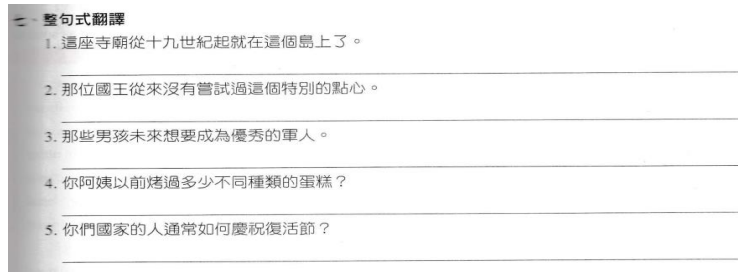 七、整句式翻譯
1. 這座寺廟從十九世紀起就在這個島上了。
2. 那位國王從來沒有嘗試過這個特別的點心。
3. 那些男孩未來想要成為優秀的軍人。
4. 你阿姨以前烤過多少不同種類的蛋糕？
5. 你們國家的人通常如何慶祝復活節？